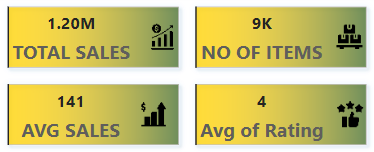 1.20M
TOTAL SALES
9K
NO OF ITEMS
141
AVG SALES
4
Avg of Rating